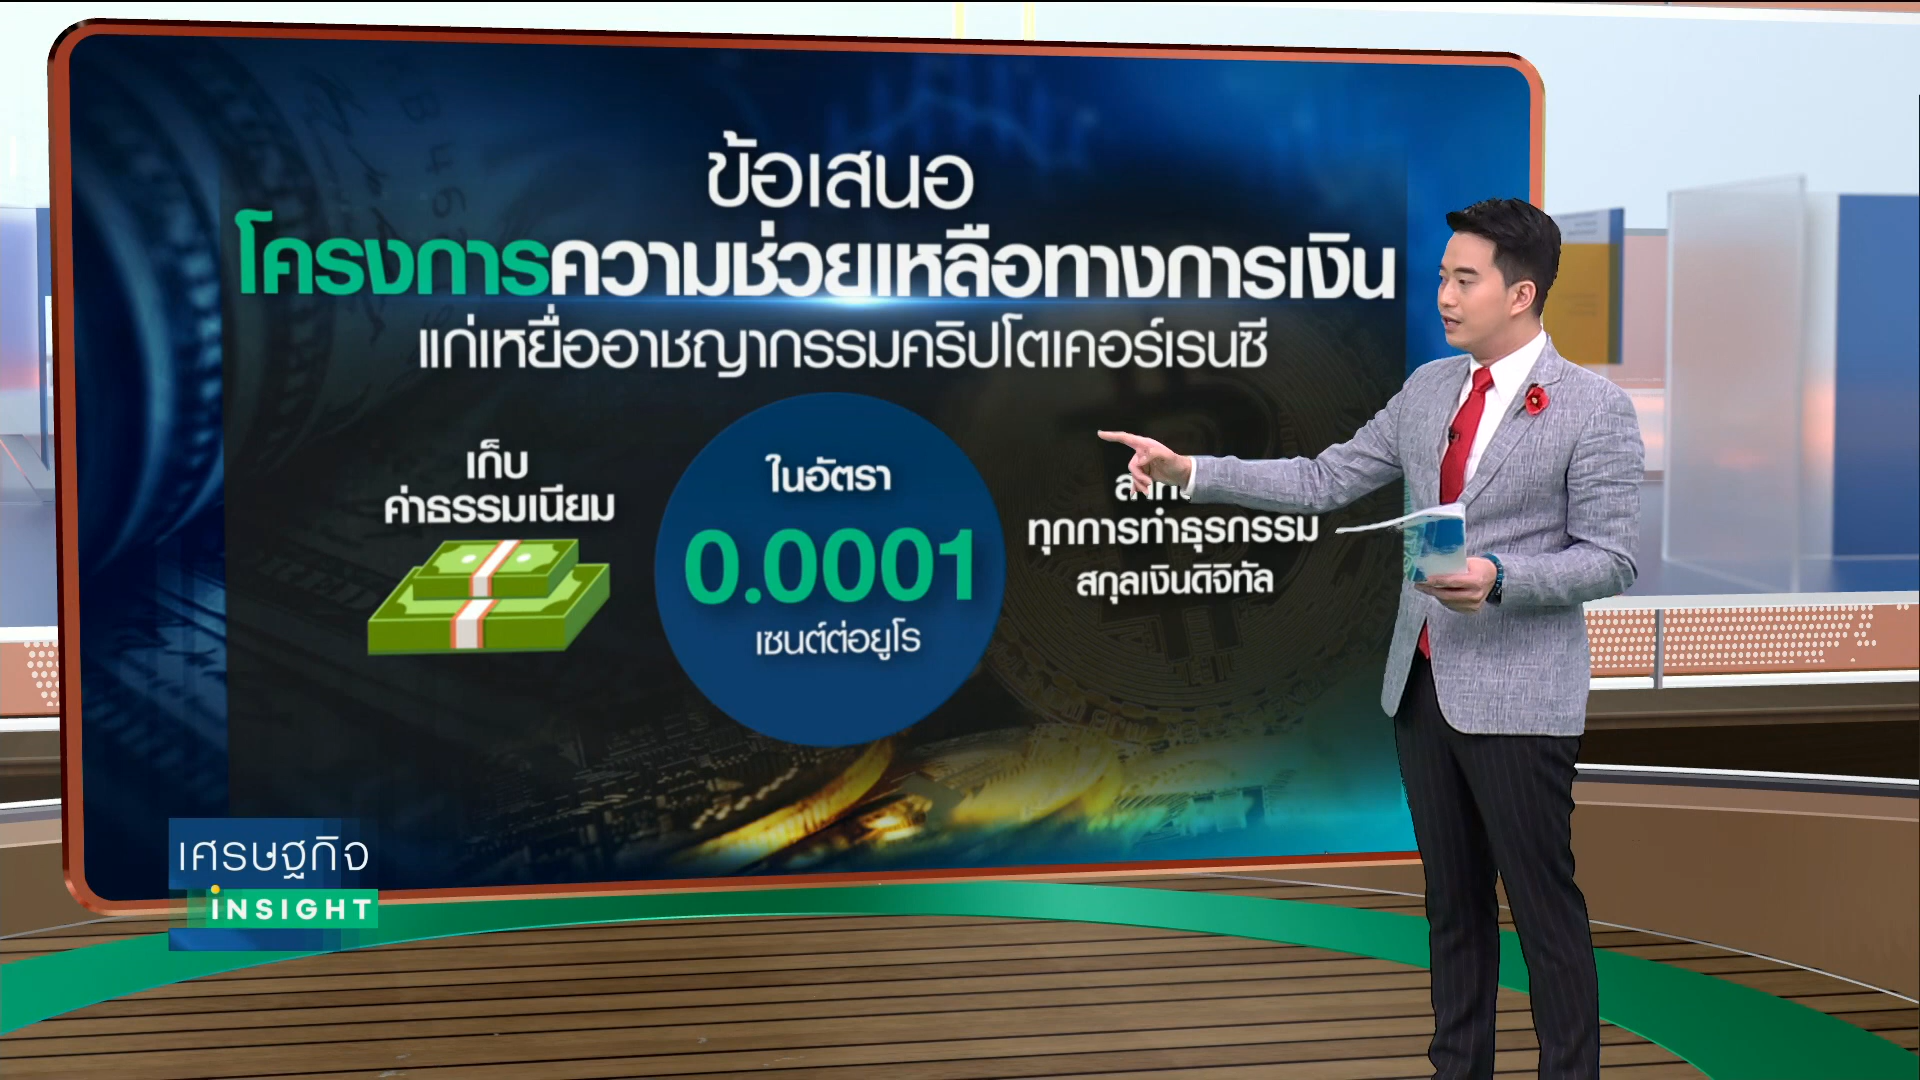 ข้อเสนอ
โครงการความช่วยเหลือทางการเงิน
แก่เหยื่ออาชญากรรมคริปโตเคอร์เรนซี
เก็บ
ค่าธรรมเนียม
ในอัตรา
0.0001
เซนต์ต่อยูโร
ทุกการทำธุรกรรม
สกุลเงินดิจิทัล
เศรษฐกิจ
INSIGHT